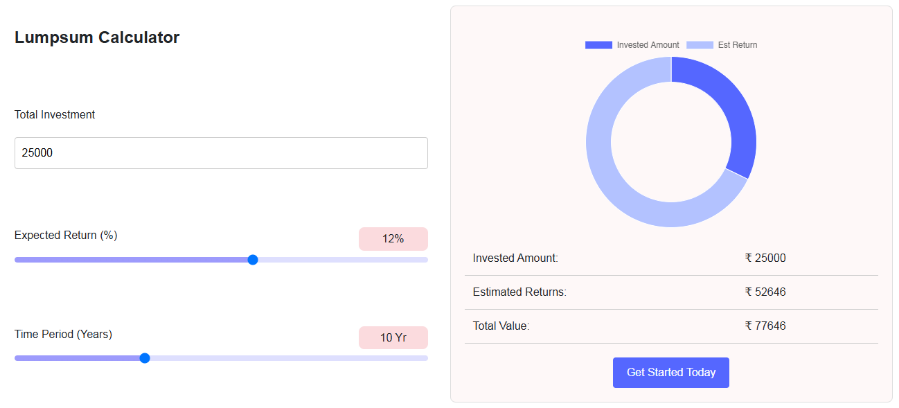 Lumpsum Calculator
Total Investment
25000
Expected Return (%)
12%
Time Period (Years)
10 Yr
Invested Amount
Est Return
Invested Amount: ₹ 25000
Estimated Returns: ₹ 52646
Total Value: ₹ 77646
Get Started Today